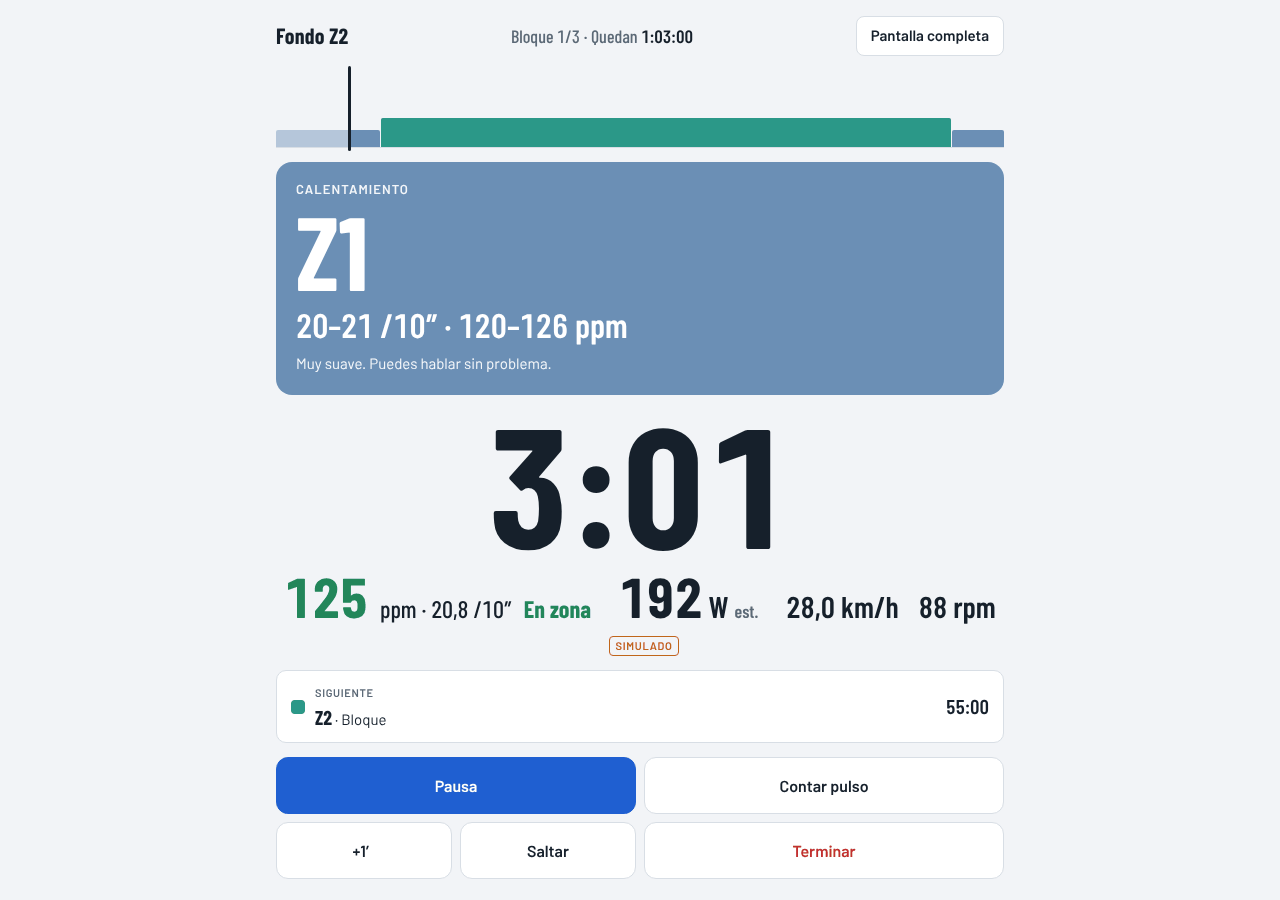 Fondo Z2
Bloque 1/3 · Quedan 1:03:00
Pantalla completa
CALENTAMIENTO
Z1
20–21 /10″ · 120–126 ppm
Muy suave. Puedes hablar sin problema.
3:01
125 ppm · 20,8 /10″ En zona 192 W est. 28,0 km/h 88 rpm
SIMULADO
SIGUIENTE
Z2 · Bloque
55:00
Pausa
Contar pulso
+1′
Saltar
Terminar